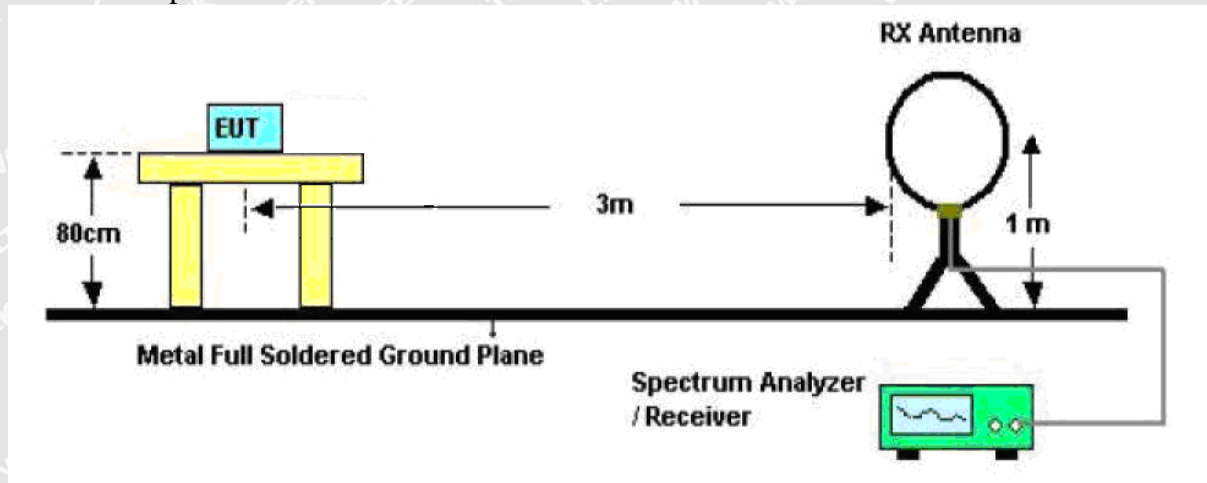 RX Antenna
EUT
3m
80cm
1 m
Metal Full Soldered Ground Plane
Spectrum Analyzer
/ Receiver